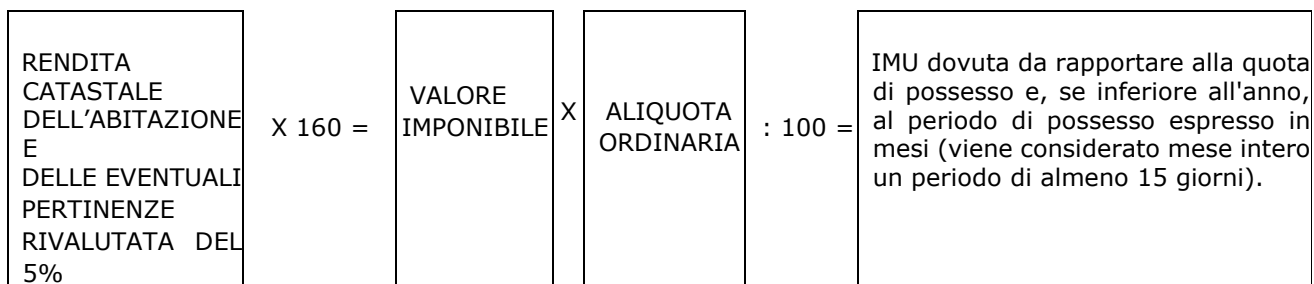 RENDITA
CATASTALE
DELL’ABITAZIONE
E
DELLE EVENTUALI
PERTINENZE
RIVALUTATA DEL
5%
X 160 =
VALORE
IMPONIBILE
X
ALIQUOTA
ORDINARIA
: 100 =
IMU dovuta da rapportare alla quota
di possesso e, se inferiore all'anno,
al periodo di possesso espresso in
mesi (viene considerato mese intero
un periodo di almeno 15 giorni).